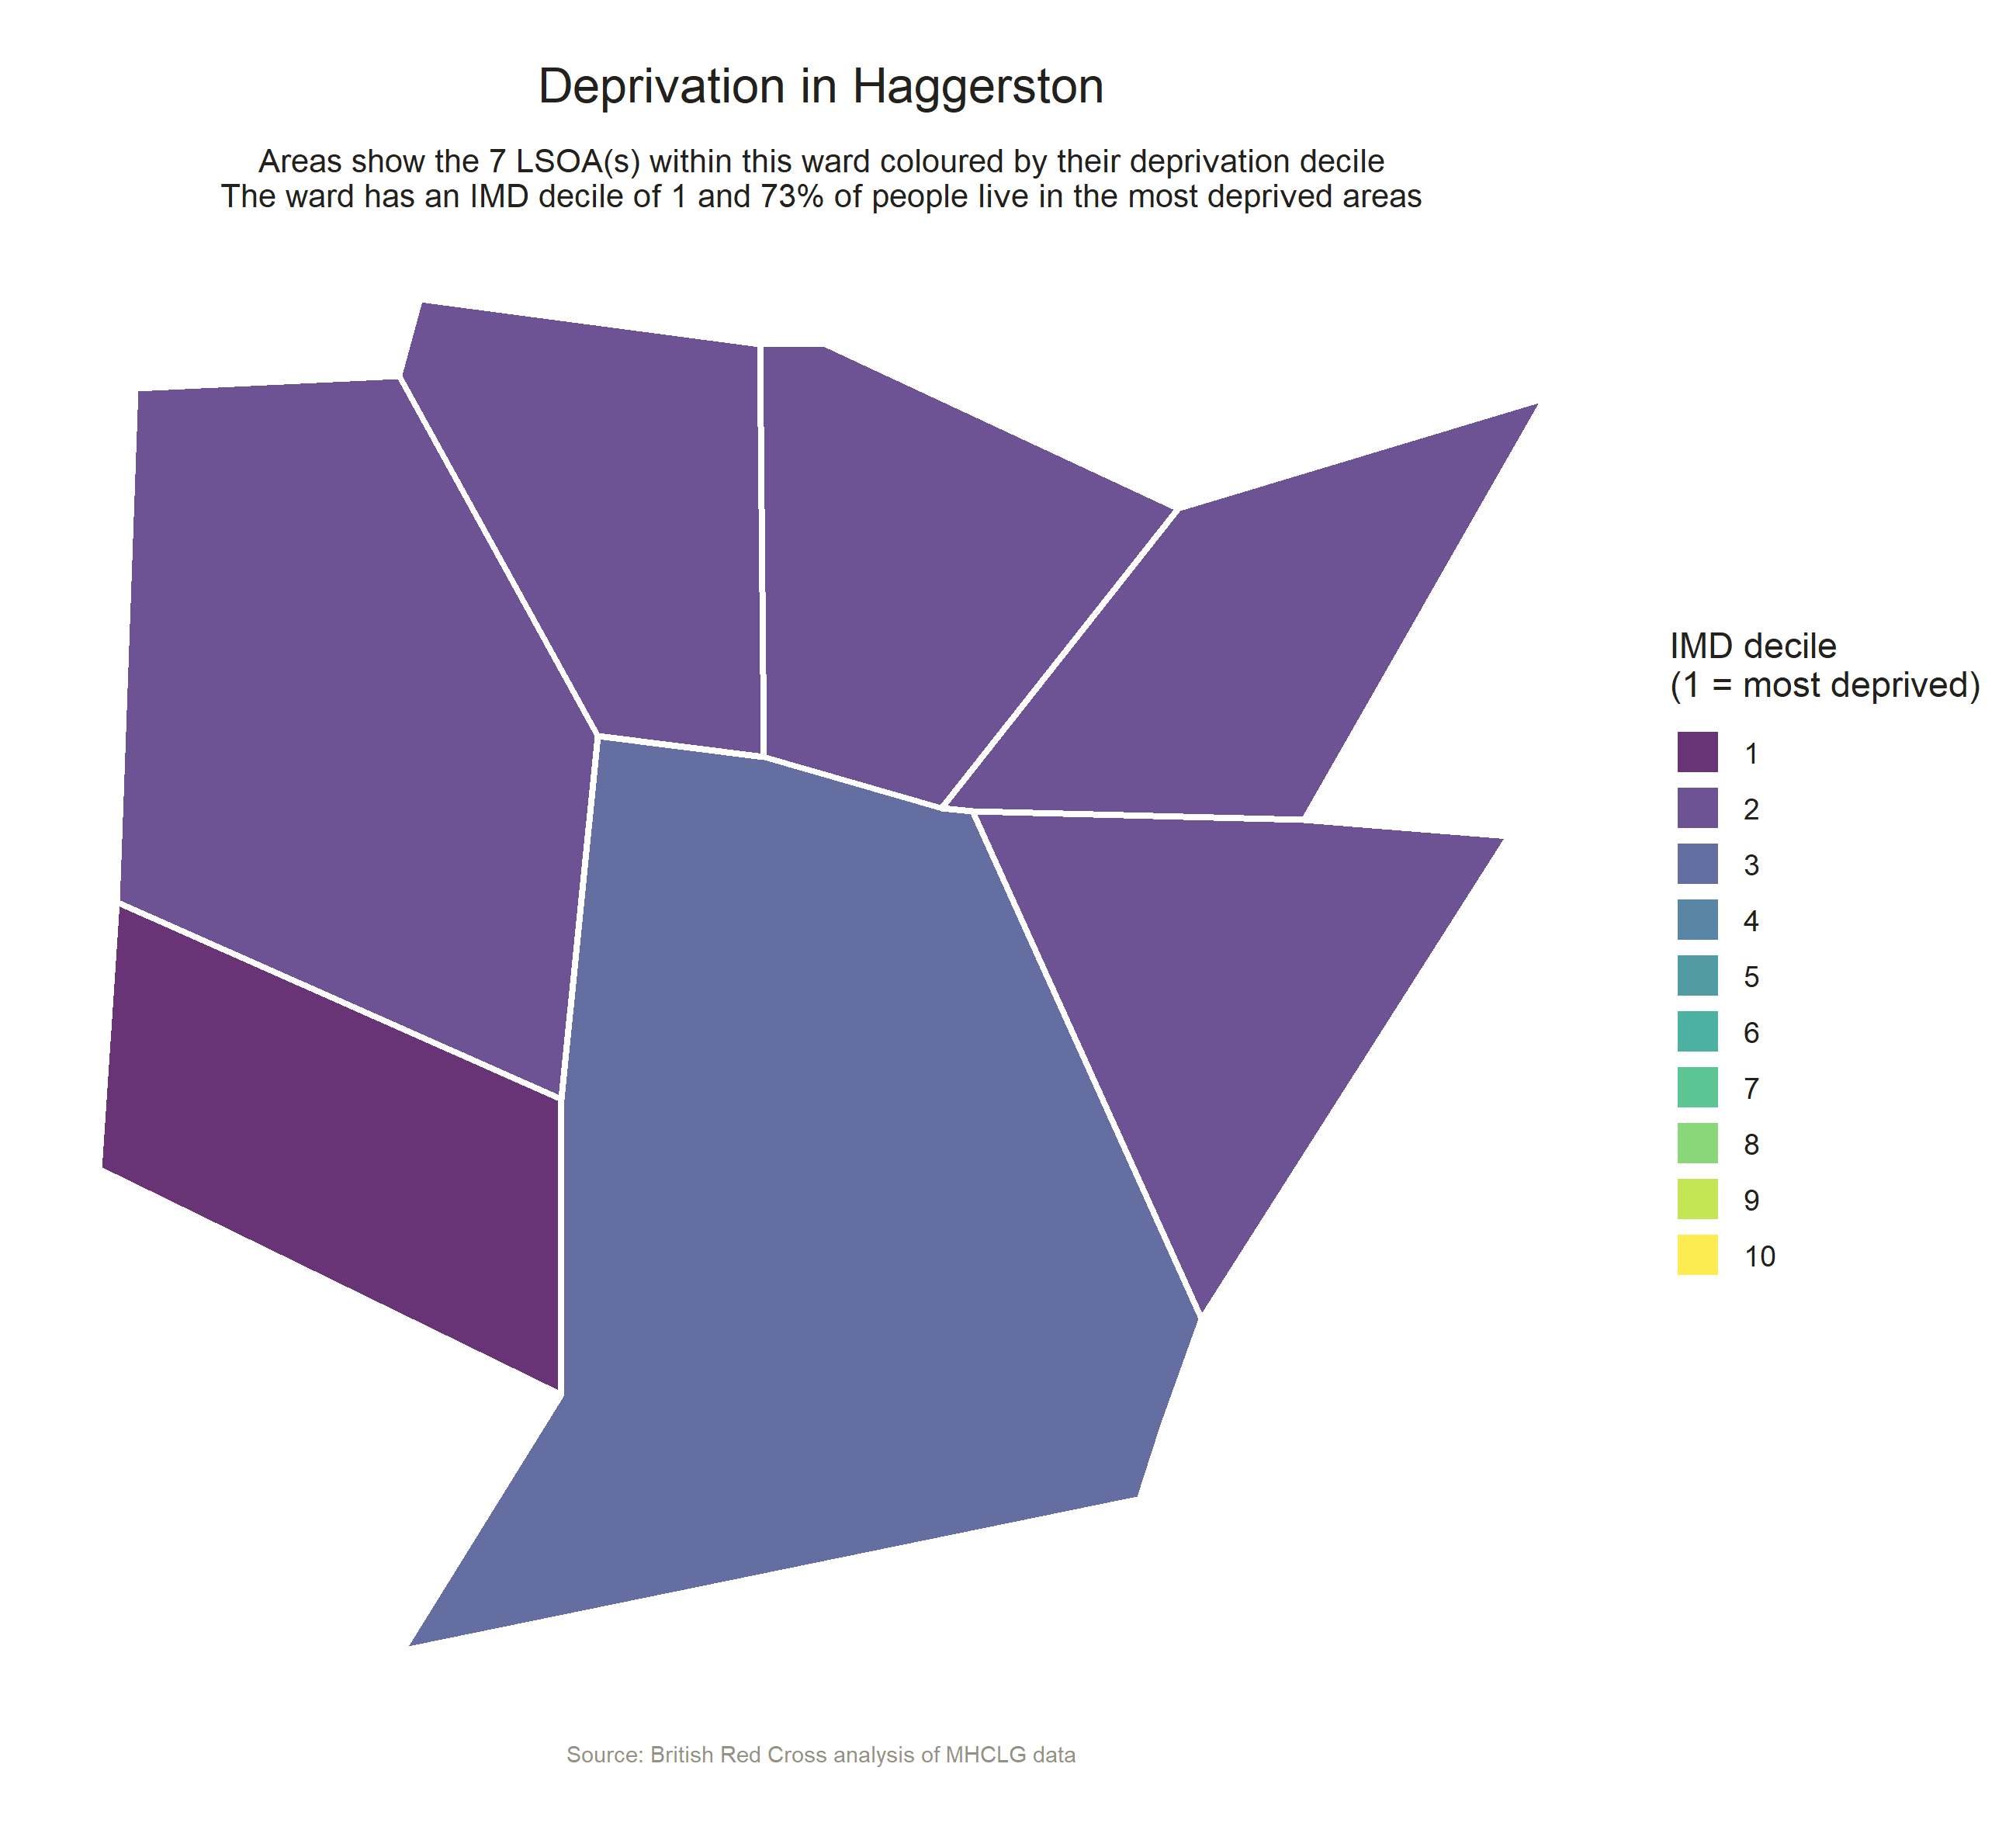 Deprivation in Haggerston
Areas show the 7 LSOA(s) within this ward coloured by their deprivation decile
The ward has an IMD decile of 1 and 73% of people live in the most deprived areas
IMD decile
(1 = most deprived)
1
2
3
4
5
6
7
8
9
10
Source: British Red Cross analysis of MHCLG data